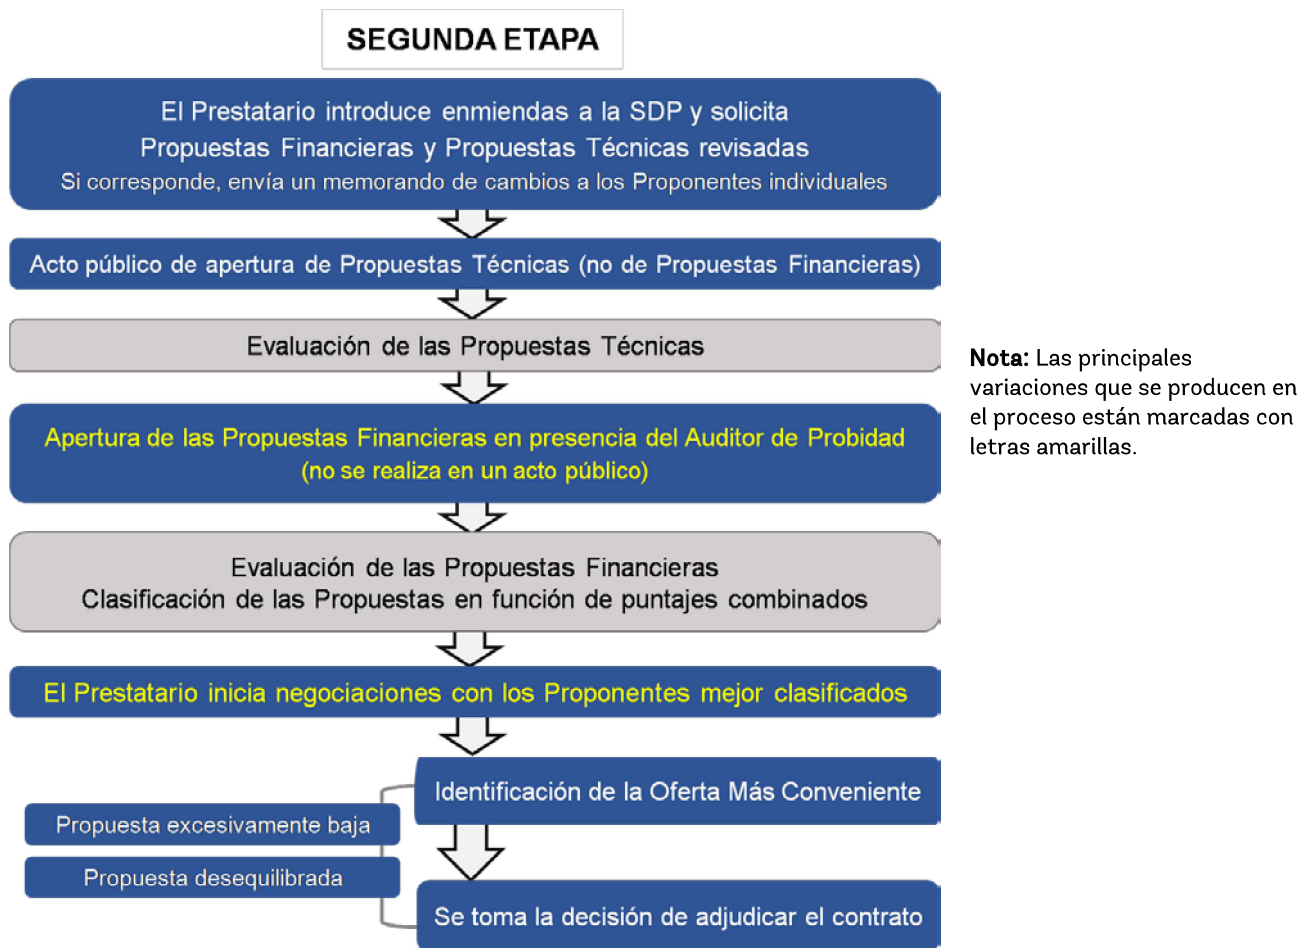 SEGUNDA ETAPA
El Prestatario introduce enmiendas a la SDP y solicita
Propuestas Financieras y Propuestas Técnicas revisadas
Si corresponde, envía un memorando de cambios a los Proponentes individuales
Acto público de apertura de Propuestas Técnicas (no de Propuestas Financieras)
Evaluación de las Propuestas Técnicas
Nota: Las principales
variaciones que se producen en
el proceso están marcadas con
letras amarillas.
Apertura de las Propuestas Financieras en presencia del Auditor de Probidad
(no se realiza en un acto público)
Evaluación de las Propuestas Financieras
Clasificación de las Propuestas en función de puntajes combinados
El Prestatario inicia negociaciones con los Proponentes mejor clasificados
Identificación de la Oferta Más Conveniente
Propuesta excesivamente baja
Propuesta desequilibrada
Se toma la decisión de adjudicar el contrato